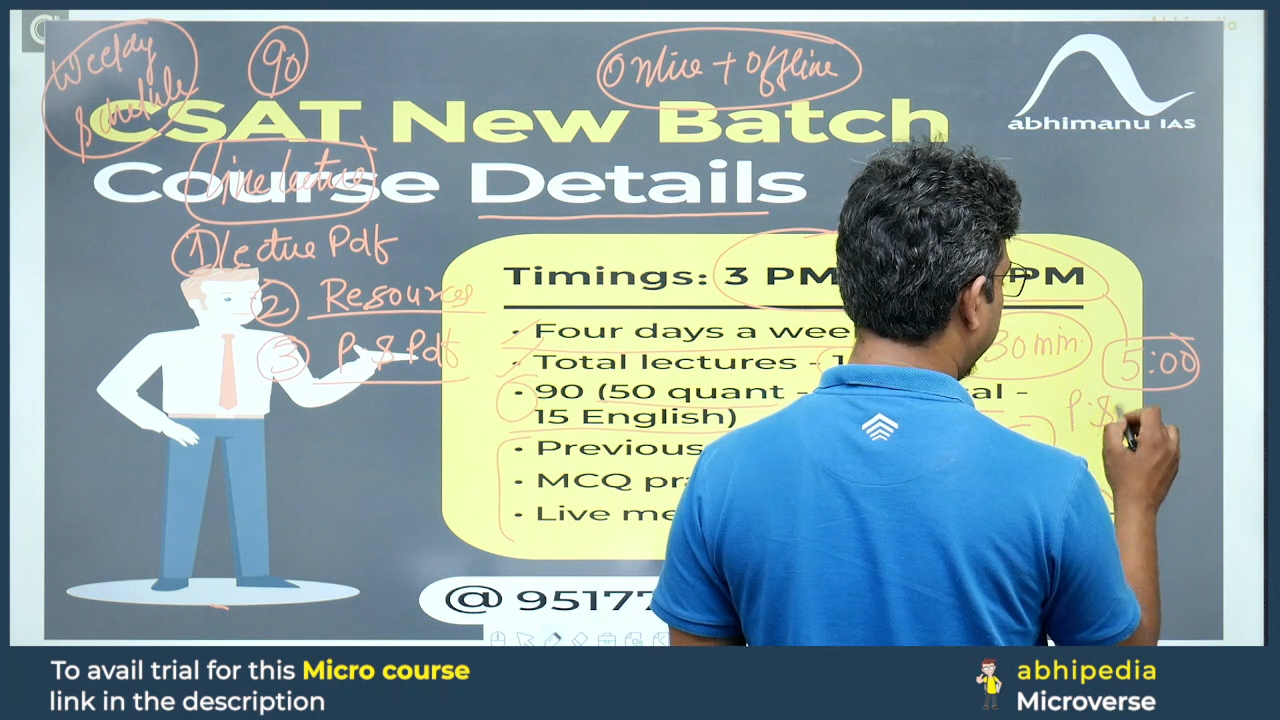 Weekly
Schedule
90
Online + Offline
CSAT New Batch
Course Details
abhimanu IAS
Live lecture
1 Lecture Pdf
2 Resources
3 P.S Pdf
Timings: 3 PM PM
• Four days a wee
30 min
5:00
• Total lectures - 1
• 90 (50 quant - al -
15 English)
P.S
• Previous
• MCQ pr
• Live me
@ 95177
To avail trial for this Micro course
link in the description
abhipedia
Microverse